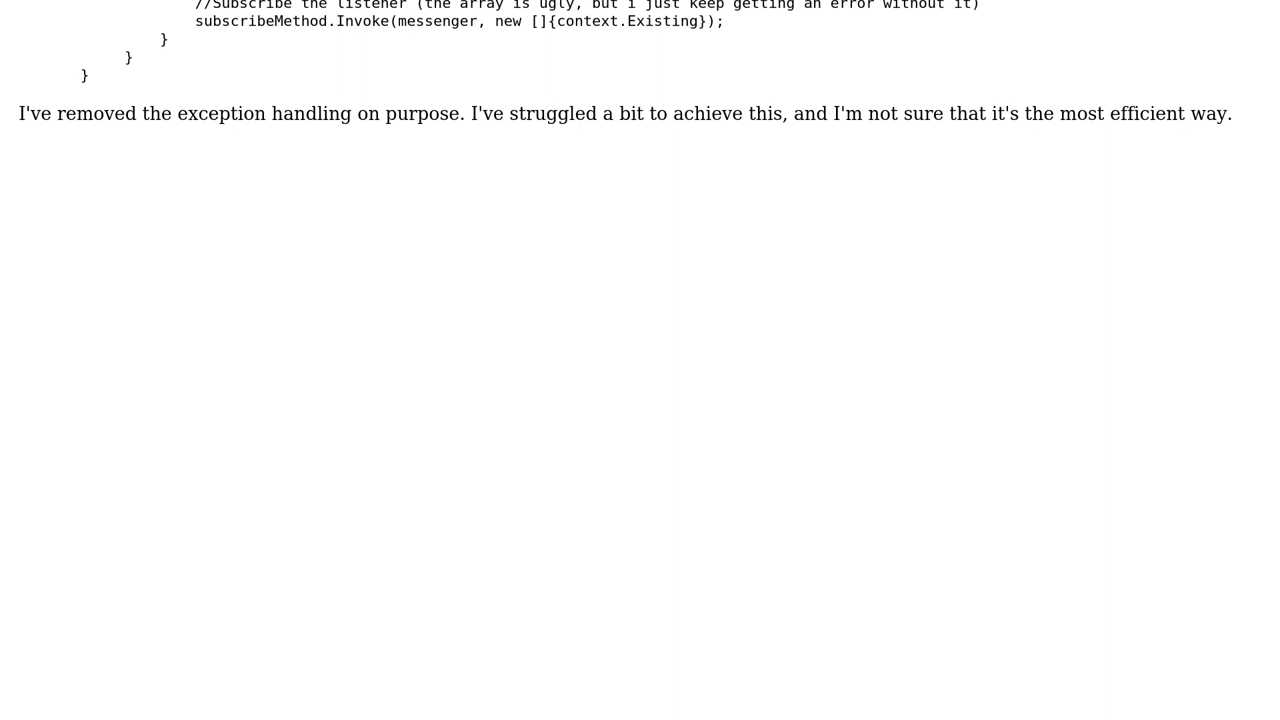 //Subscribe the listener (the array is ugly, but i just keep getting an error without it)
subscribeMethod.Invoke(messenger, new []{context.Existing});
}
}
}
I've removed the exception handling on purpose. I've struggled a bit to achieve this, and I'm not sure that it's the most efficient way.